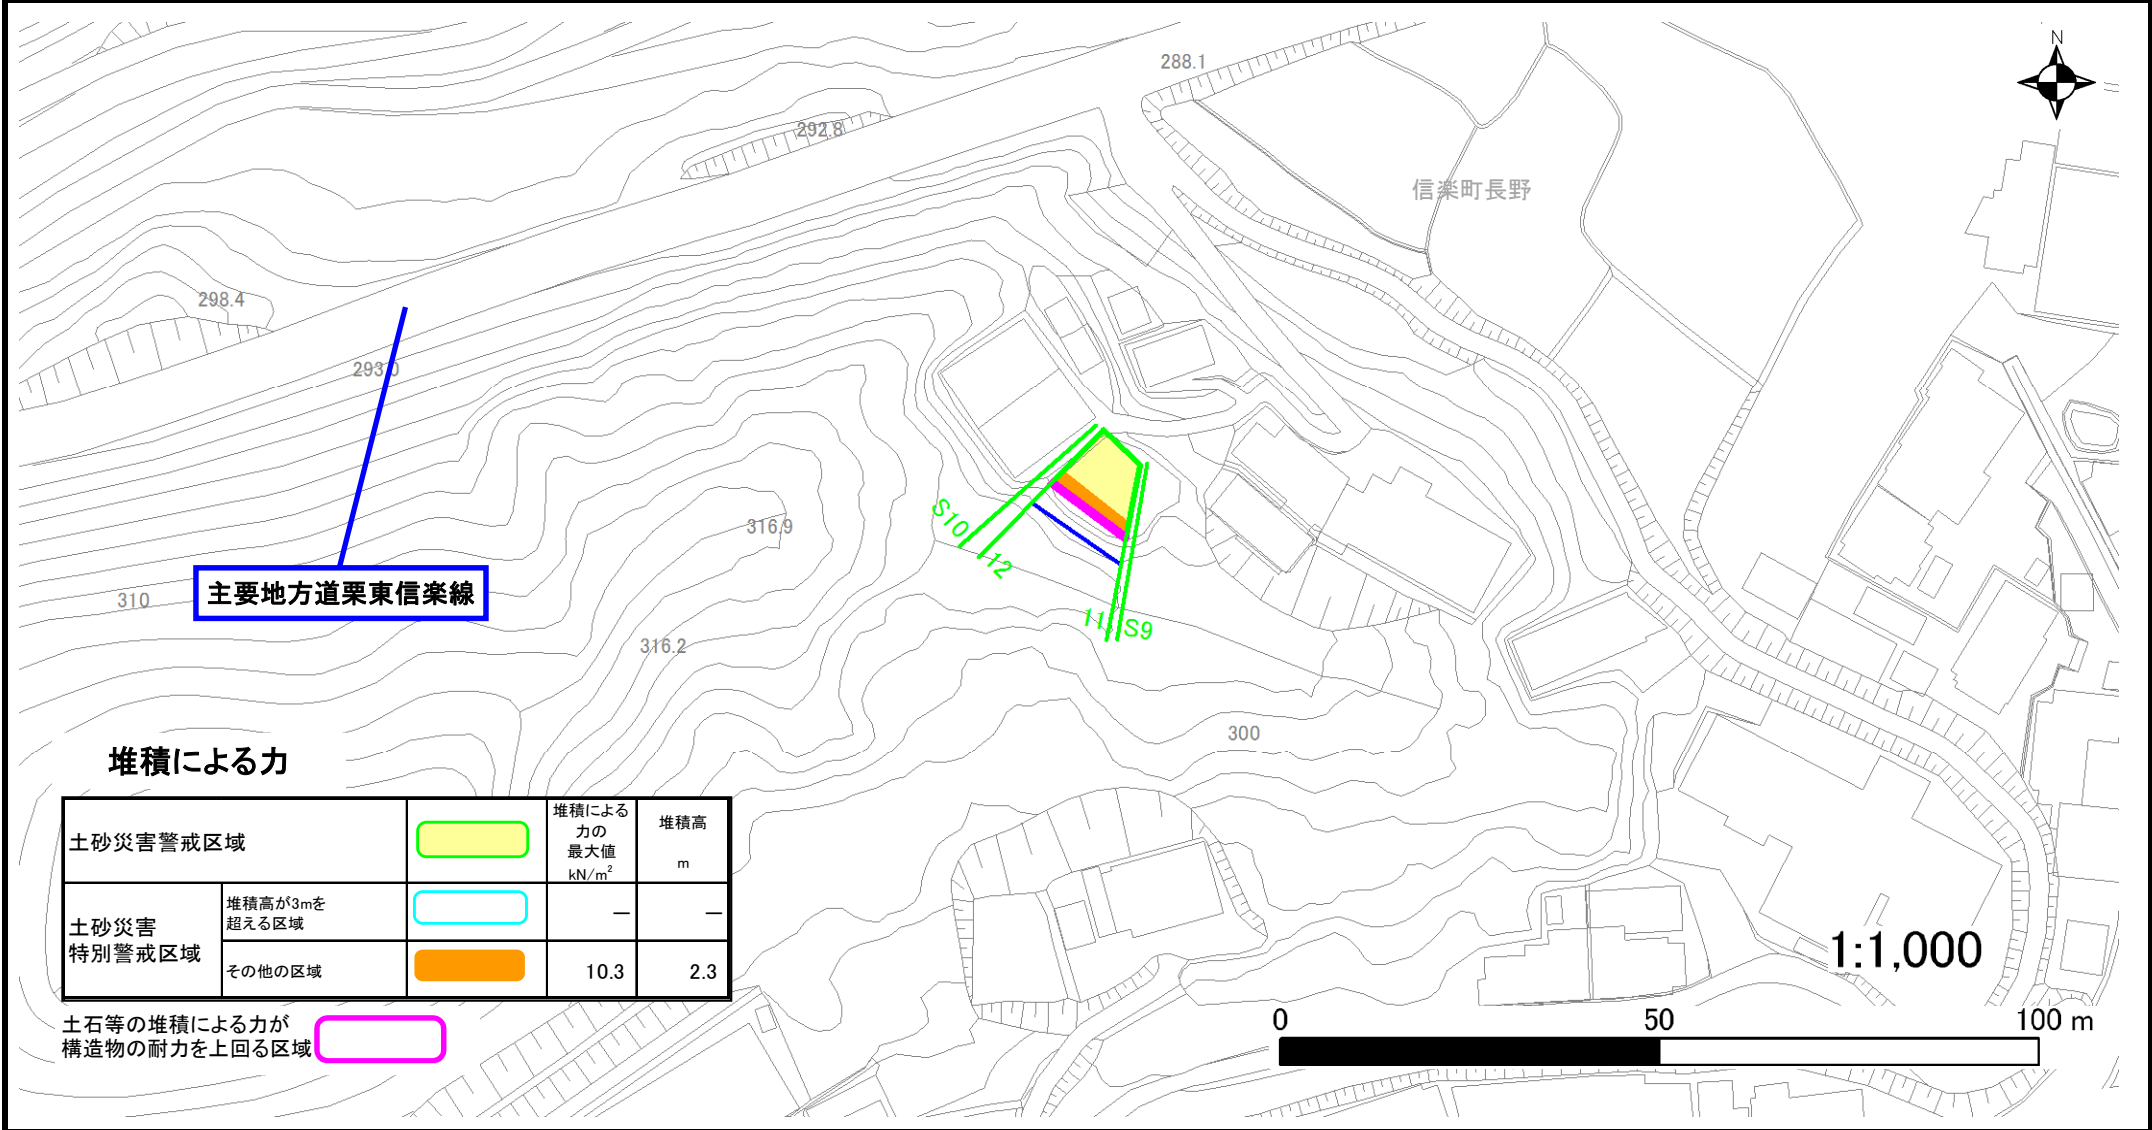 N
288.1
292.8
信楽町長野
298.4
293.0
S10
12
316.9
主要地方道栗東信楽線
310
11
S9
316.2
300
堆積による力
土砂災害警戒区域
堆積による
力の
最大値
kN/m²
堆積高
m
土砂災害
特別警戒区域
堆積高が3mを
超える区域
―
―
その他の区域
10.3
2.3
土石等の堆積による力が
構造物の耐力を上回る区域
1:1,000
0
50
100 m